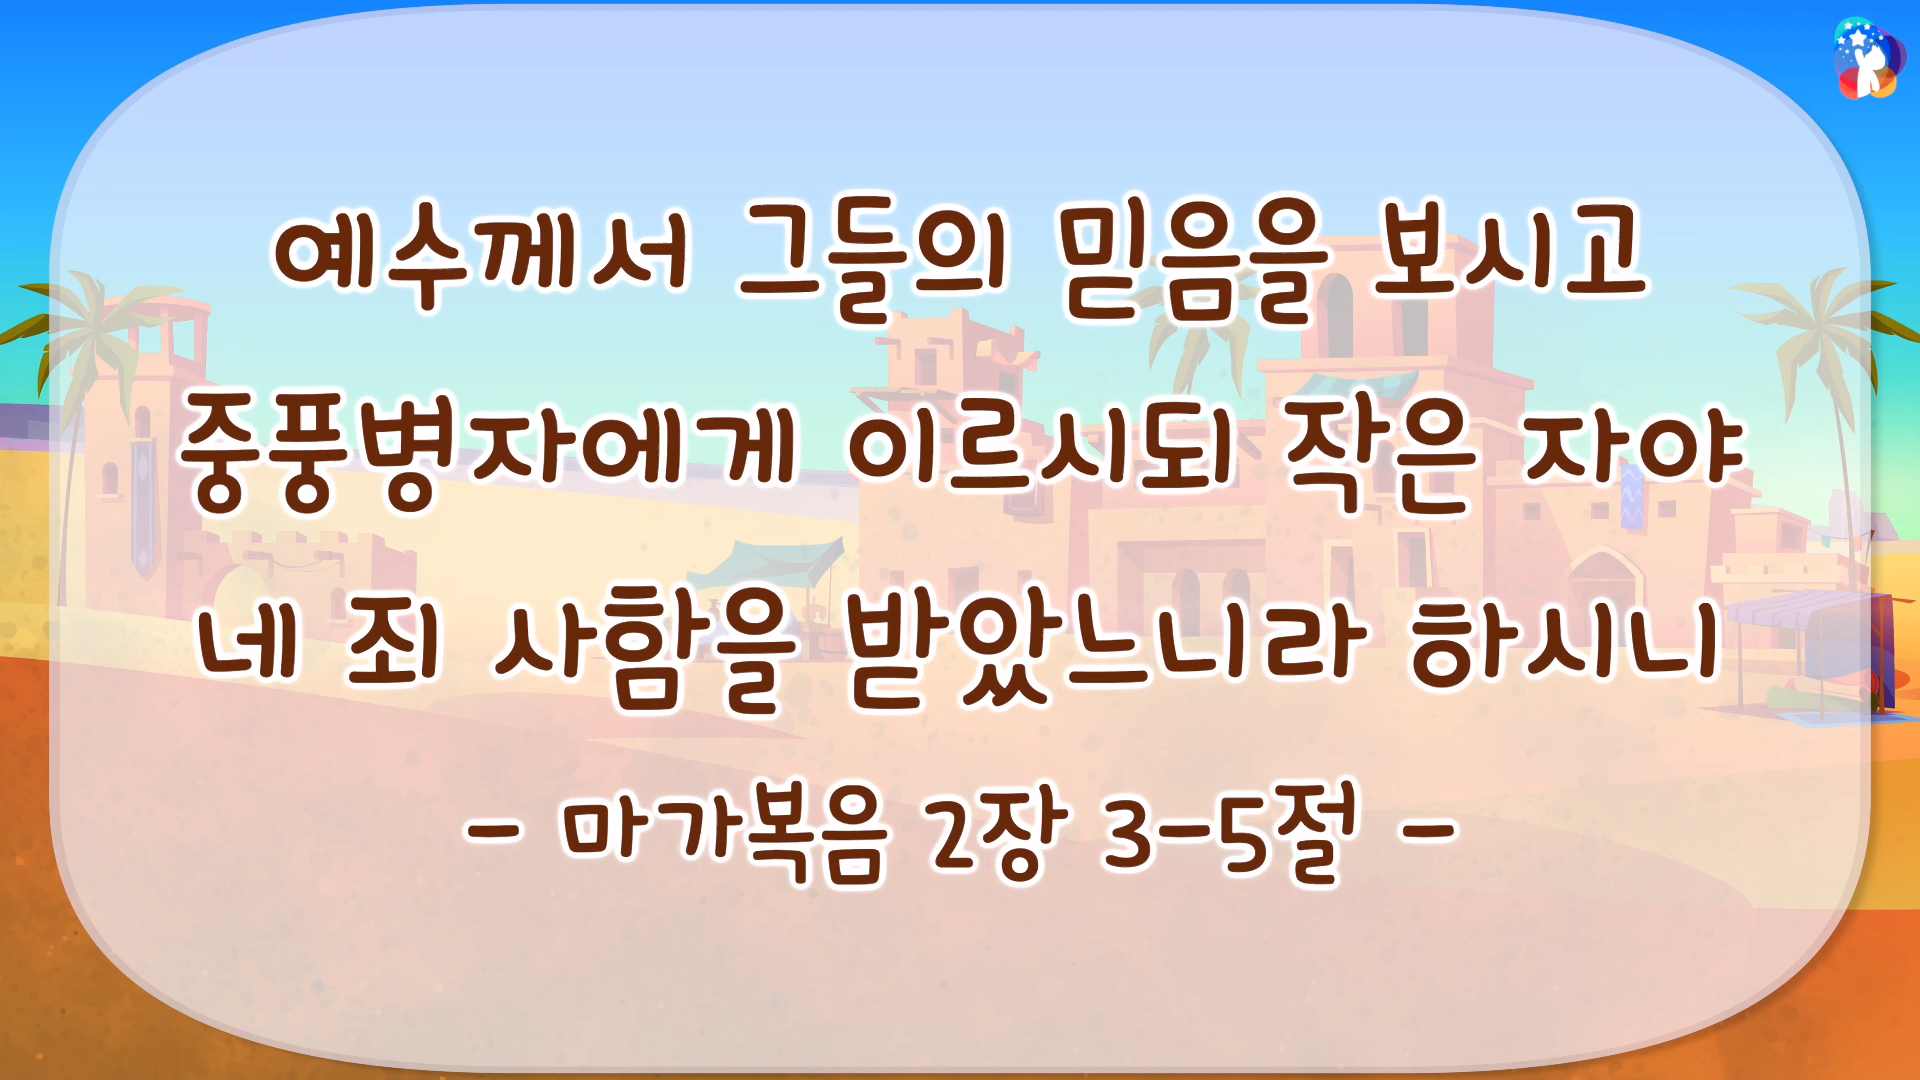 예수께서 그들의 믿음을 보시고
중풍병자에게 이르시되 작은 자야
네 죄 사함을 받았느니라 하시니
- 마가복음 2장 3-5절 -